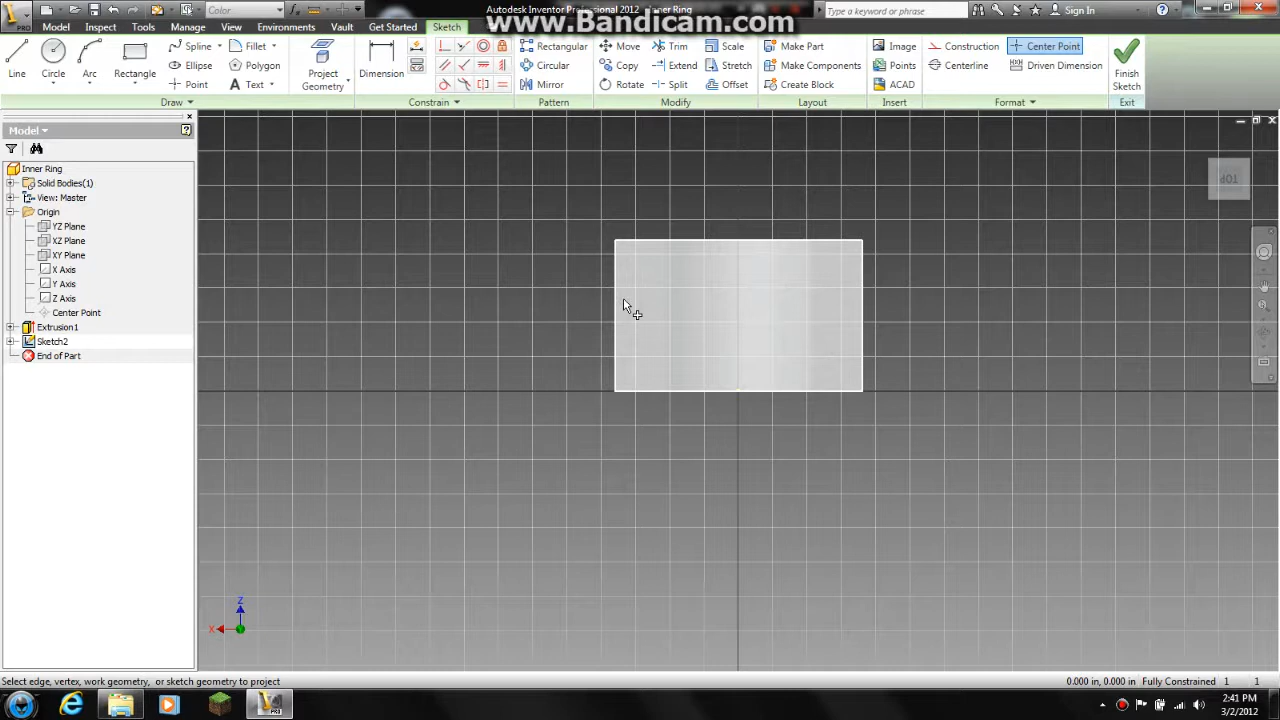 Color
Autodesk Inventor Professional 2012 Inner Ring
www.Bandicam.com
Type a keyword or phrase
Sign In
PRO
Model Inspect Tools Manage View Environments Vault Get Started Sketch
Line Circle Arc Rectangle Spline Fillet Project Geometry Dimension Rectangular Move Trim Scale Make Part Image Construction Center Point Finish Sketch
Ellipse Polygon Circular Copy Extend Stretch Make Components Points Centerline Driven Dimension
Point Text Mirror Rotate Split Offset Create Block ACAD
Draw Constrain Pattern Modify Layout Insert Format Exit
Model
Inner Ring
Solid Bodies(1)
View: Master
Origin
YZ Plane
XZ Plane
XY Plane
X Axis
Y Axis
Z Axis
Center Point
Extrusion1
Sketch2
End of Part
TOP
Z
X
Select edge, vertex, work geometry, or sketch geometry to project
0.000 in, 0.000 in Fully Constrained 1 1
PRO
2:41 PM
3/2/2012